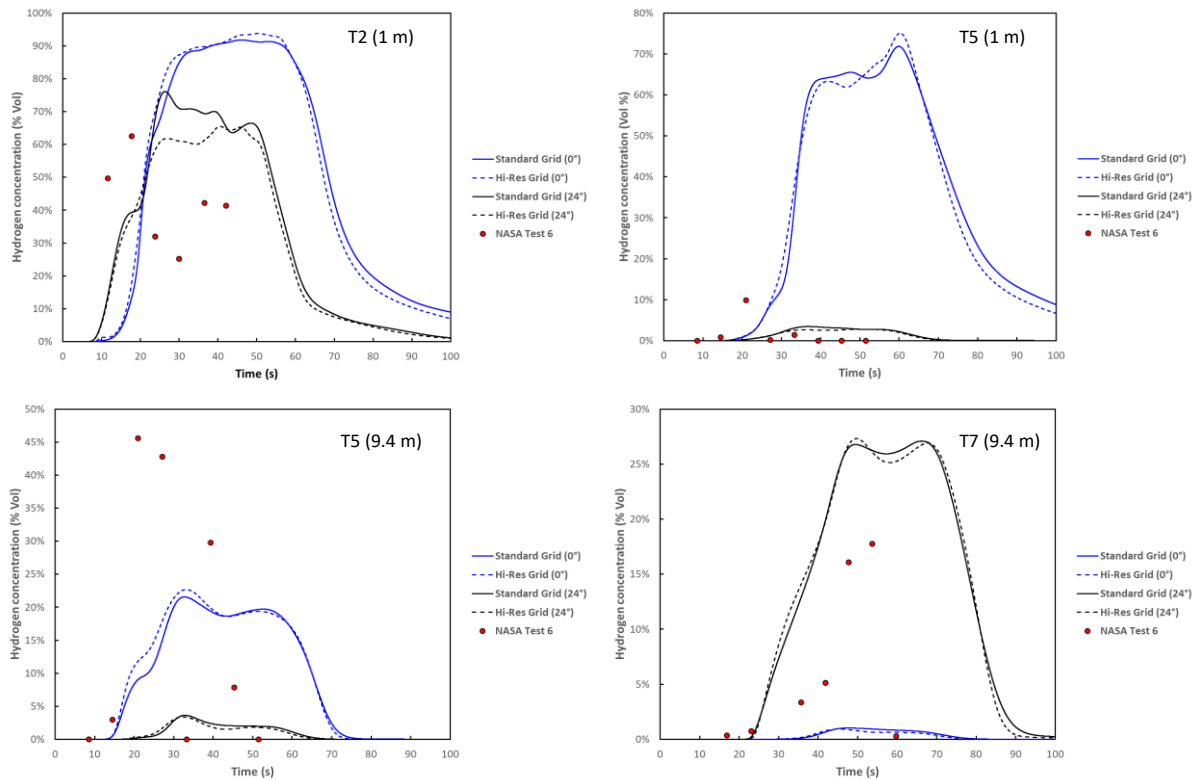 T2 (1 m)
Hydrogen concentration (% Vol)
100%
90%
80%
70%
60%
50%
40%
30%
20%
10%
0%
0 10 20 30 40 50 60 70 80 90 100
Time (s)
Standard Grid (0°)
Hi-Res Grid (0°)
Standard Grid (24°)
Hi-Res Grid (24°)
NASA Test 6
T5 (1 m)
Hydrogen concentration (Vol %)
80%
70%
60%
50%
40%
30%
20%
10%
0%
0 10 20 30 40 50 60 70 80 90 100
Time (s)
Standard Grid (0°)
Hi-Res Grid (0°)
Standard Grid (24°)
Hi-Res Grid (24°)
NASA Test 6
T5 (9.4 m)
Hydrogen concentration (% Vol)
50%
45%
40%
35%
30%
25%
20%
15%
10%
5%
0%
0 10 20 30 40 50 60 70 80 90 100
Time (s)
Standard Grid (0°)
Hi-Res Grid (0°)
Standard Grid (24°)
Hi-Res Grid (24°)
NASA Test 6
T7 (9.4 m)
Hydrogen concentration (% Vol)
30%
25%
20%
15%
10%
5%
0%
0 10 20 30 40 50 60 70 80 90 100
Time (s)
Standard Grid (0°)
Hi-Res Grid (0°)
Standard Grid (24°)
Hi-Res Grid (24°)
NASA Test 6